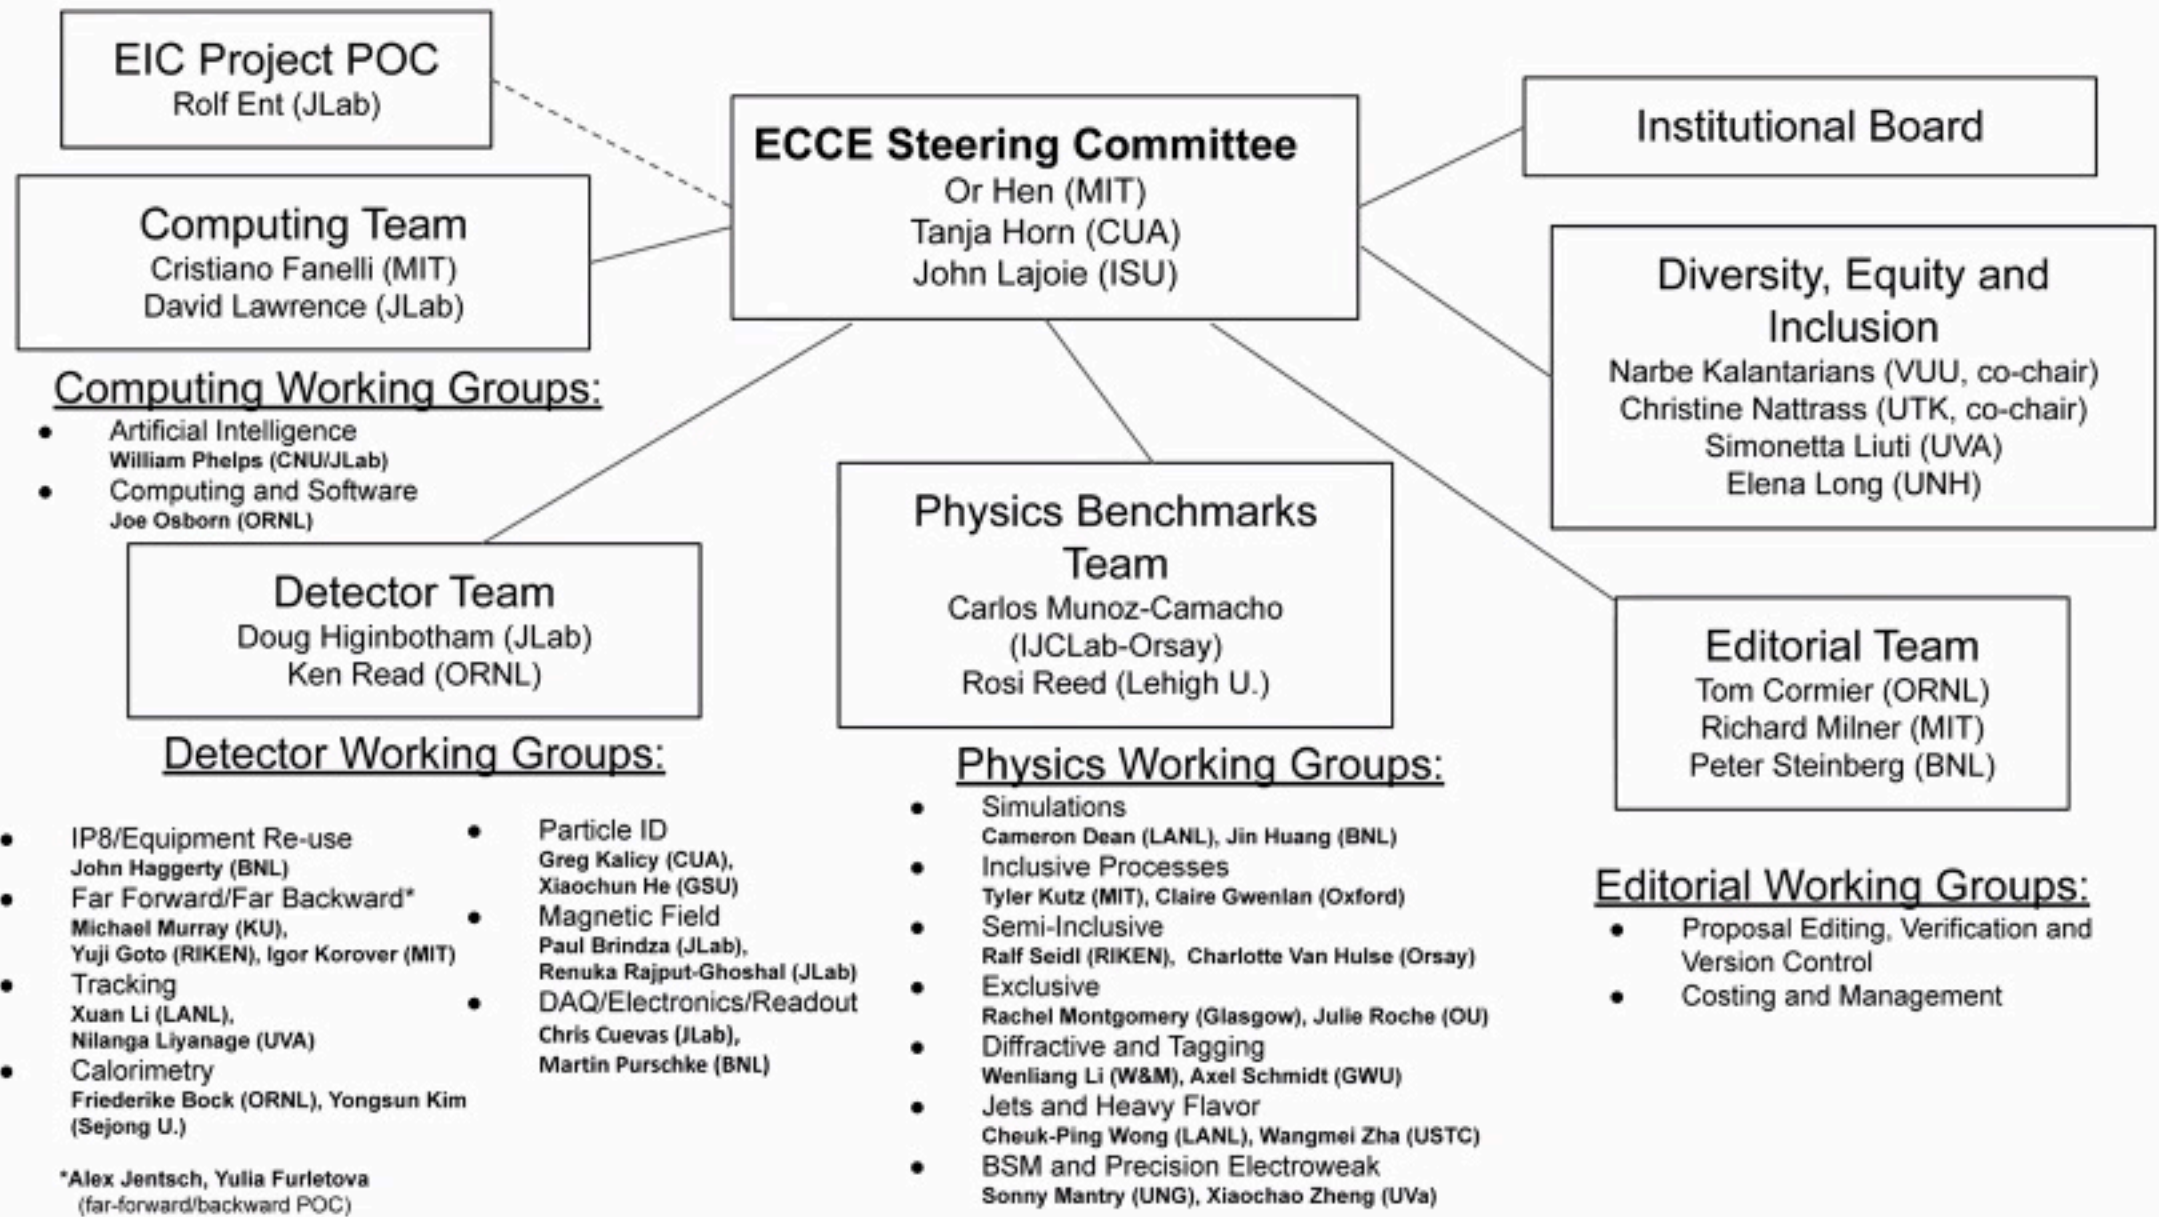 EIC Project POC
Rolf Ent (JLab)
ECCE Steering Committee
Or Hen (MIT)
Tanja Horn (CUA)
John Lajoie (ISU)
Institutional Board
Computing Team
Cristiano Fanelli (MIT)
David Lawrence (JLab)
Diversity, Equity and
Inclusion
Narbe Kalantarians (VUU, co-chair)
Christine Nattrass (UTK, co-chair)
Simonetta Liuti (UVA)
Elena Long (UNH)
Computing Working Groups:
● Artificial Intelligence
William Phelps (CNU/JLab)
● Computing and Software
Joe Osborn (ORNL)
Detector Team
Doug Higinbotham (JLab)
Ken Read (ORNL)
Physics Benchmarks
Team
Carlos Munoz-Camacho
(IJCLab-Orsay)
Rosi Reed (Lehigh U.)
Editorial Team
Tom Cormier (ORNL)
Richard Milner (MIT)
Peter Steinberg (BNL)
Detector Working Groups:
● IP8/Equipment Re-use
John Haggerty (BNL)
● Far Forward/Far Backward*
Michael Murray (KU),
Yuji Goto (RIKEN), Igor Korover (MIT)
● Tracking
Xuan Li (LANL),
Nilanga Liyanage (UVA)
● Calorimetry
Friederike Bock (ORNL), Yongsun Kim
(Sejong U.)
*Alex Jentsch, Yulia Furletova
(far-forward/backward POC)
● Particle ID
Greg Kalicy (CUA),
Xiaochun He (GSU)
● Magnetic Field
Paul Brindza (JLab),
Renuka Rajput-Ghoshal (JLab)
● DAQ/Electronics/Readout
Chris Cuevas (JLab),
Martin Purschke (BNL)
Physics Working Groups:
● Simulations
Cameron Dean (LANL), Jin Huang (BNL)
● Inclusive Processes
Tyler Kutz (MIT), Claire Gwenlan (Oxford)
● Semi-Inclusive
Ralf Seidl (RIKEN), Charlotte Van Hulse (Orsay)
● Exclusive
Rachel Montgomery (Glasgow), Julie Roche (OU)
● Diffractive and Tagging
Wenliang Li (W&M), Axel Schmidt (GWU)
● Jets and Heavy Flavor
Cheuk-Ping Wong (LANL), Wangmei Zha (USTC)
● BSM and Precision Electroweak
Sonny Mantry (UNG), Xiaochao Zheng (UVa)
Editorial Working Groups:
● Proposal Editing, Verification and
Version Control
● Costing and Management